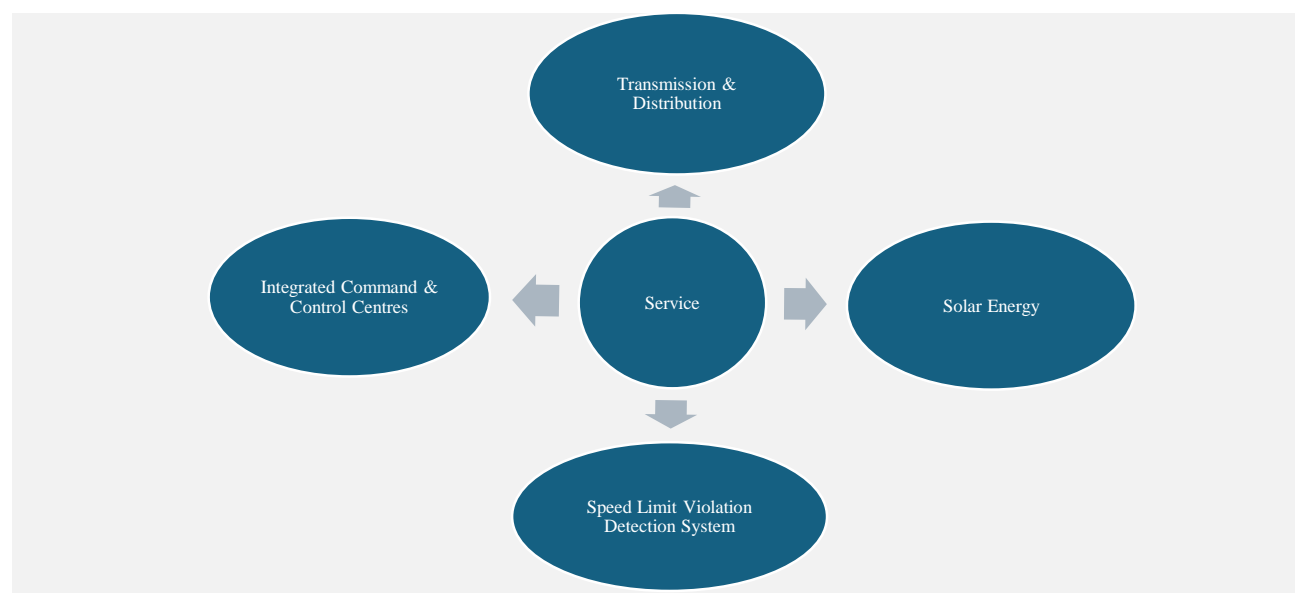 Transmission &
Distribution
Integrated Command &
Control Centres
Service
Solar Energy
Speed Limit Violation
Detection System